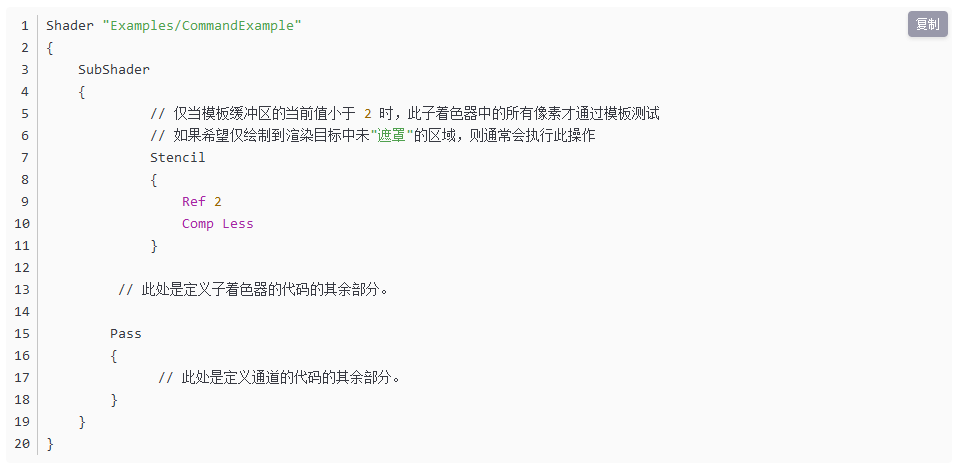 复制
1 Shader "Examples/CommandExample"
2 {
3 SubShader
4 {
5 // 仅当模板缓冲区的当前值小于 2 时，此子着色器中的所有像素才通过模板测试
6 // 如果希望仅绘制到渲染目标中未"遮罩"的区域，则通常会执行此操作
7 Stencil
8 {
9 Ref 2
10 Comp Less
11 }
12
13 // 此处是定义子着色器的代码的其余部分。
14
15 Pass
16 {
17 // 此处是定义通道的代码的其余部分。
18 }
19 }
20 }